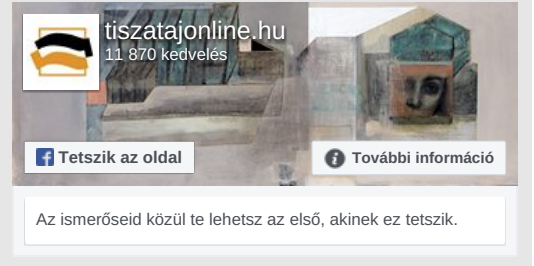 tiszatajonline.hu
11 870 kedvelés
Tetszik az oldal
További információ
Az ismerőseid közül te lehetsz az első, akinek ez tetszik.